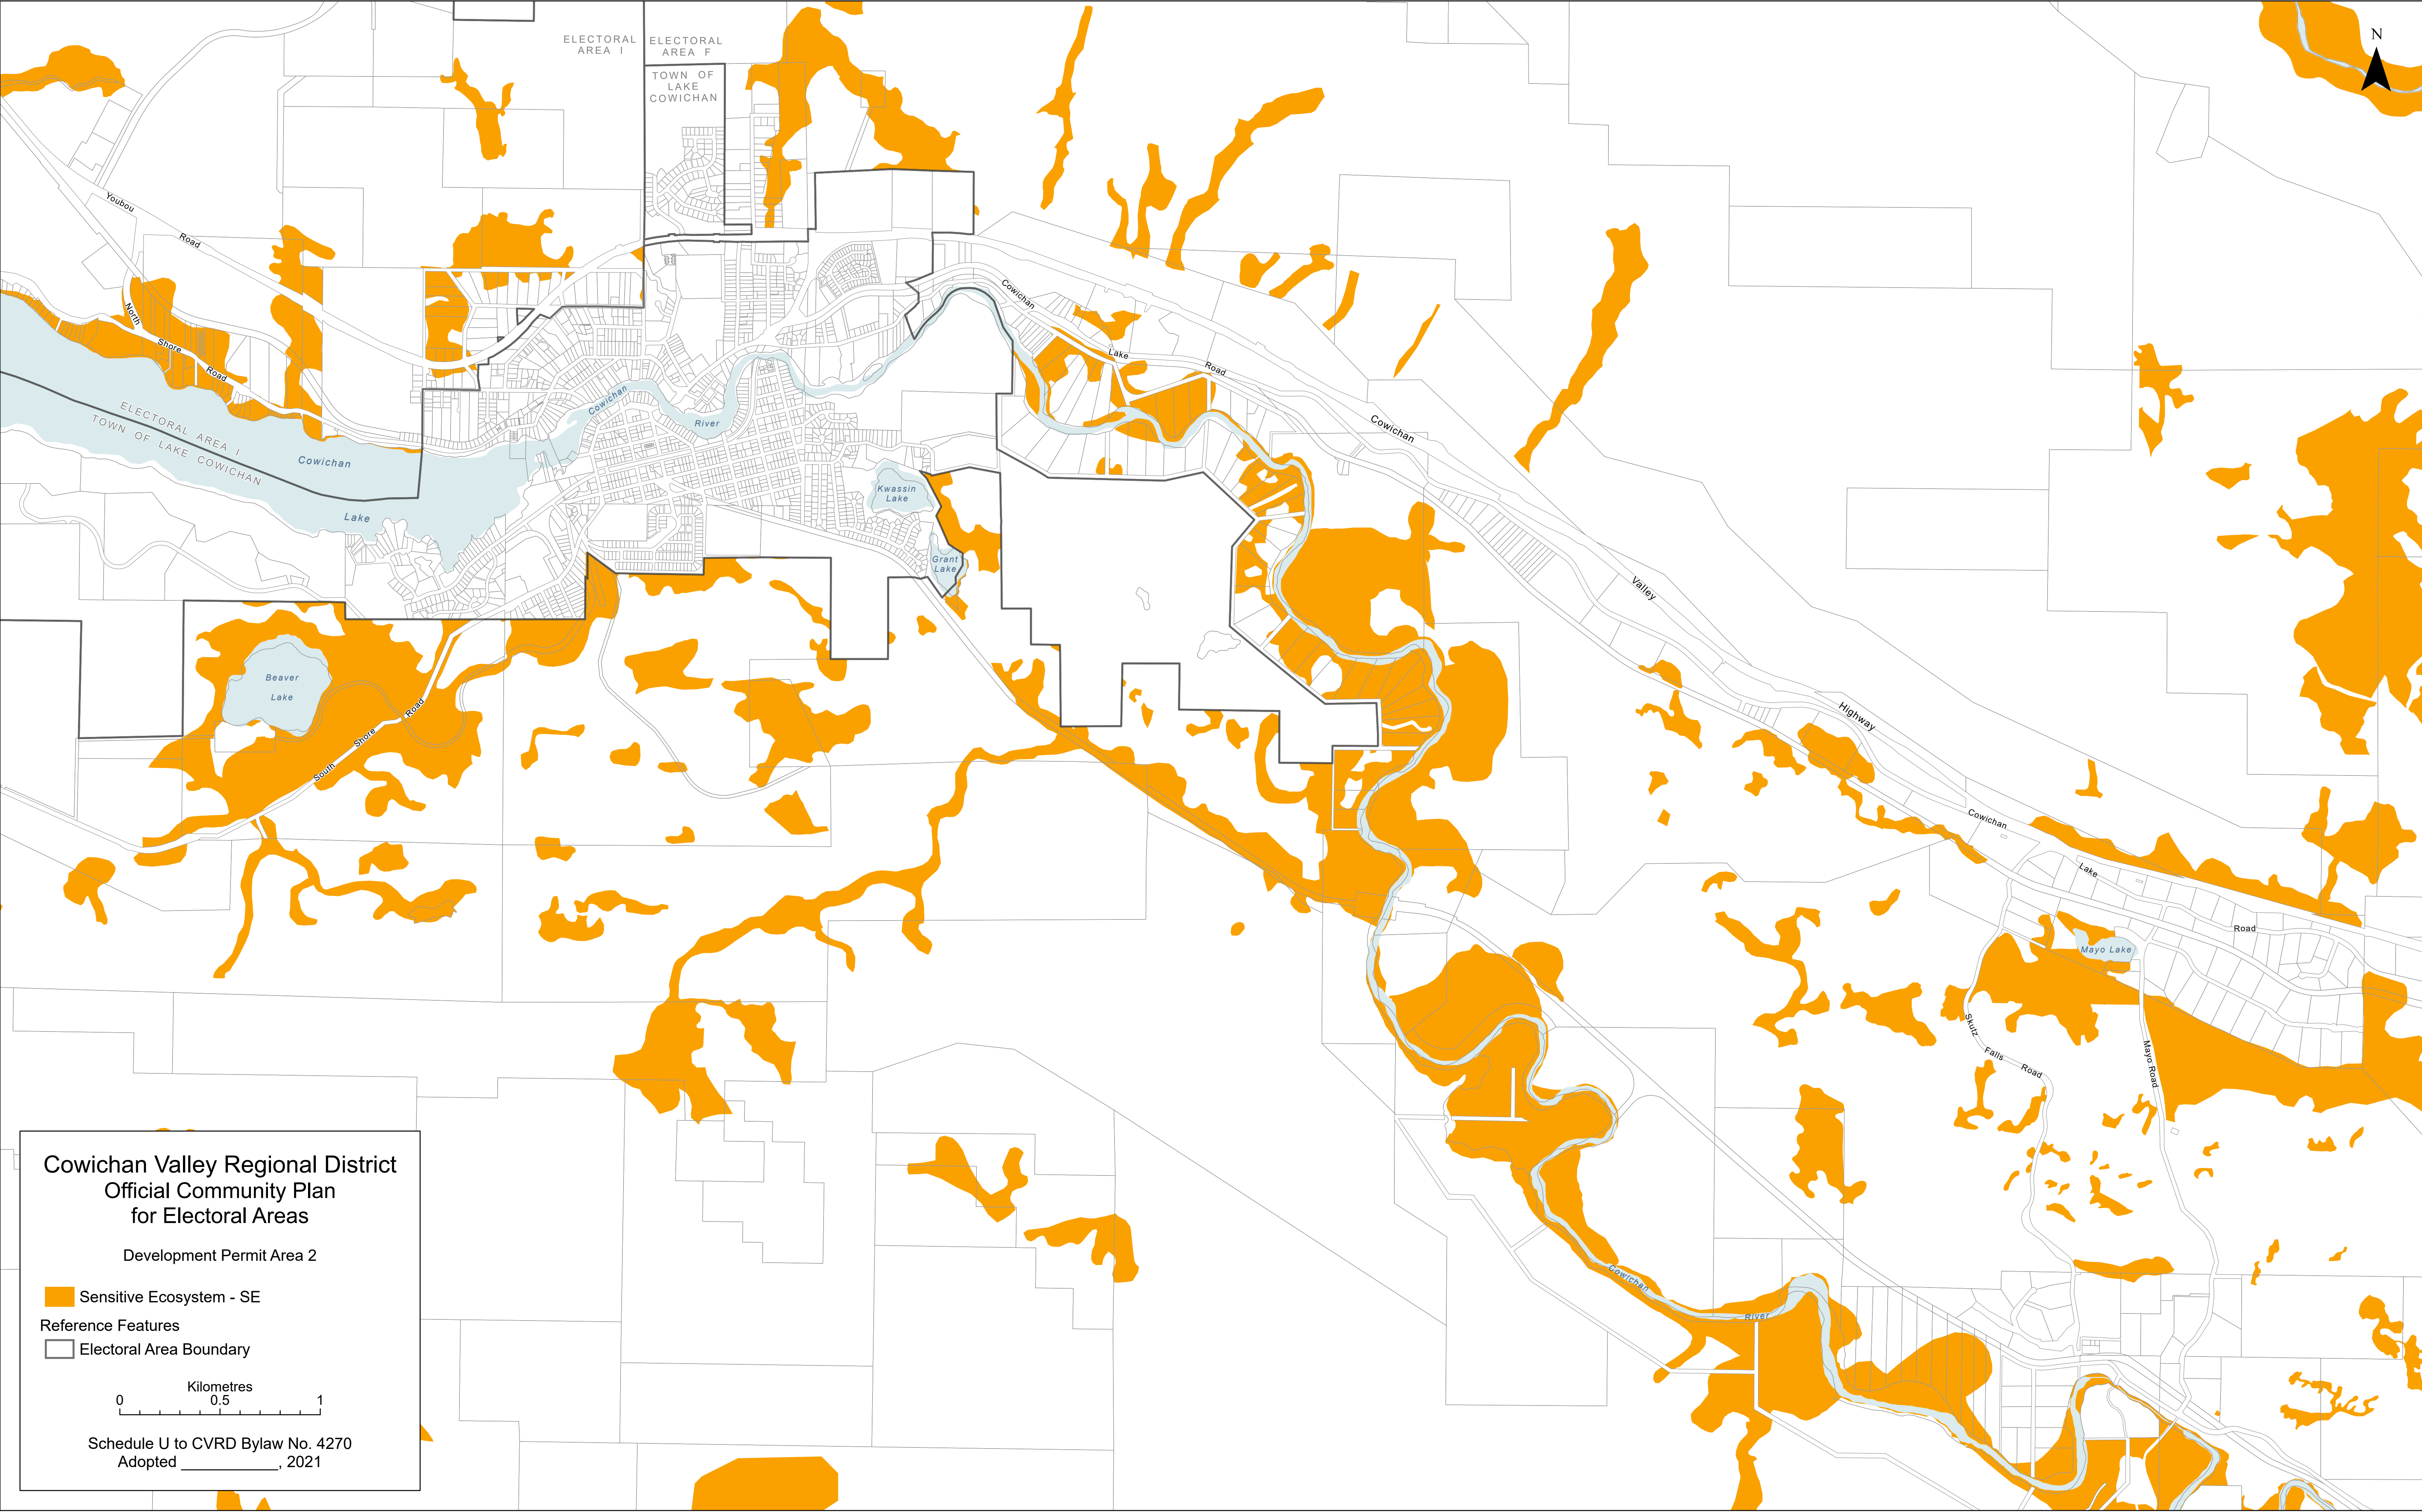 ELECTORAL
AREA I
ELECTORAL
AREA F
TOWN OF
LAKE
COWICHAN
N
Youbou
Road
North
Shore
Road
ELECTORAL AREA I
TOWN OF LAKE COWICHAN
Cowichan
Lake
Cowichan
River
Kwassin
Lake
Grant
Lake
Cowichan
Lake
Road
Cowichan
Valley
Highway
Beaver
Lake
South
Shore
Road
Cowichan
Lake
Road
Mayo Lake
Skutz
Falls
Road
Mayo Road
Cowichan
River
Cowichan Valley Regional District
Official Community Plan
for Electoral Areas
Development Permit Area 2
Sensitive Ecosystem - SE
Reference Features
Electoral Area Boundary
Kilometres
0 0.5 1
Schedule U to CVRD Bylaw No. 4270
Adopted ___________, 2021